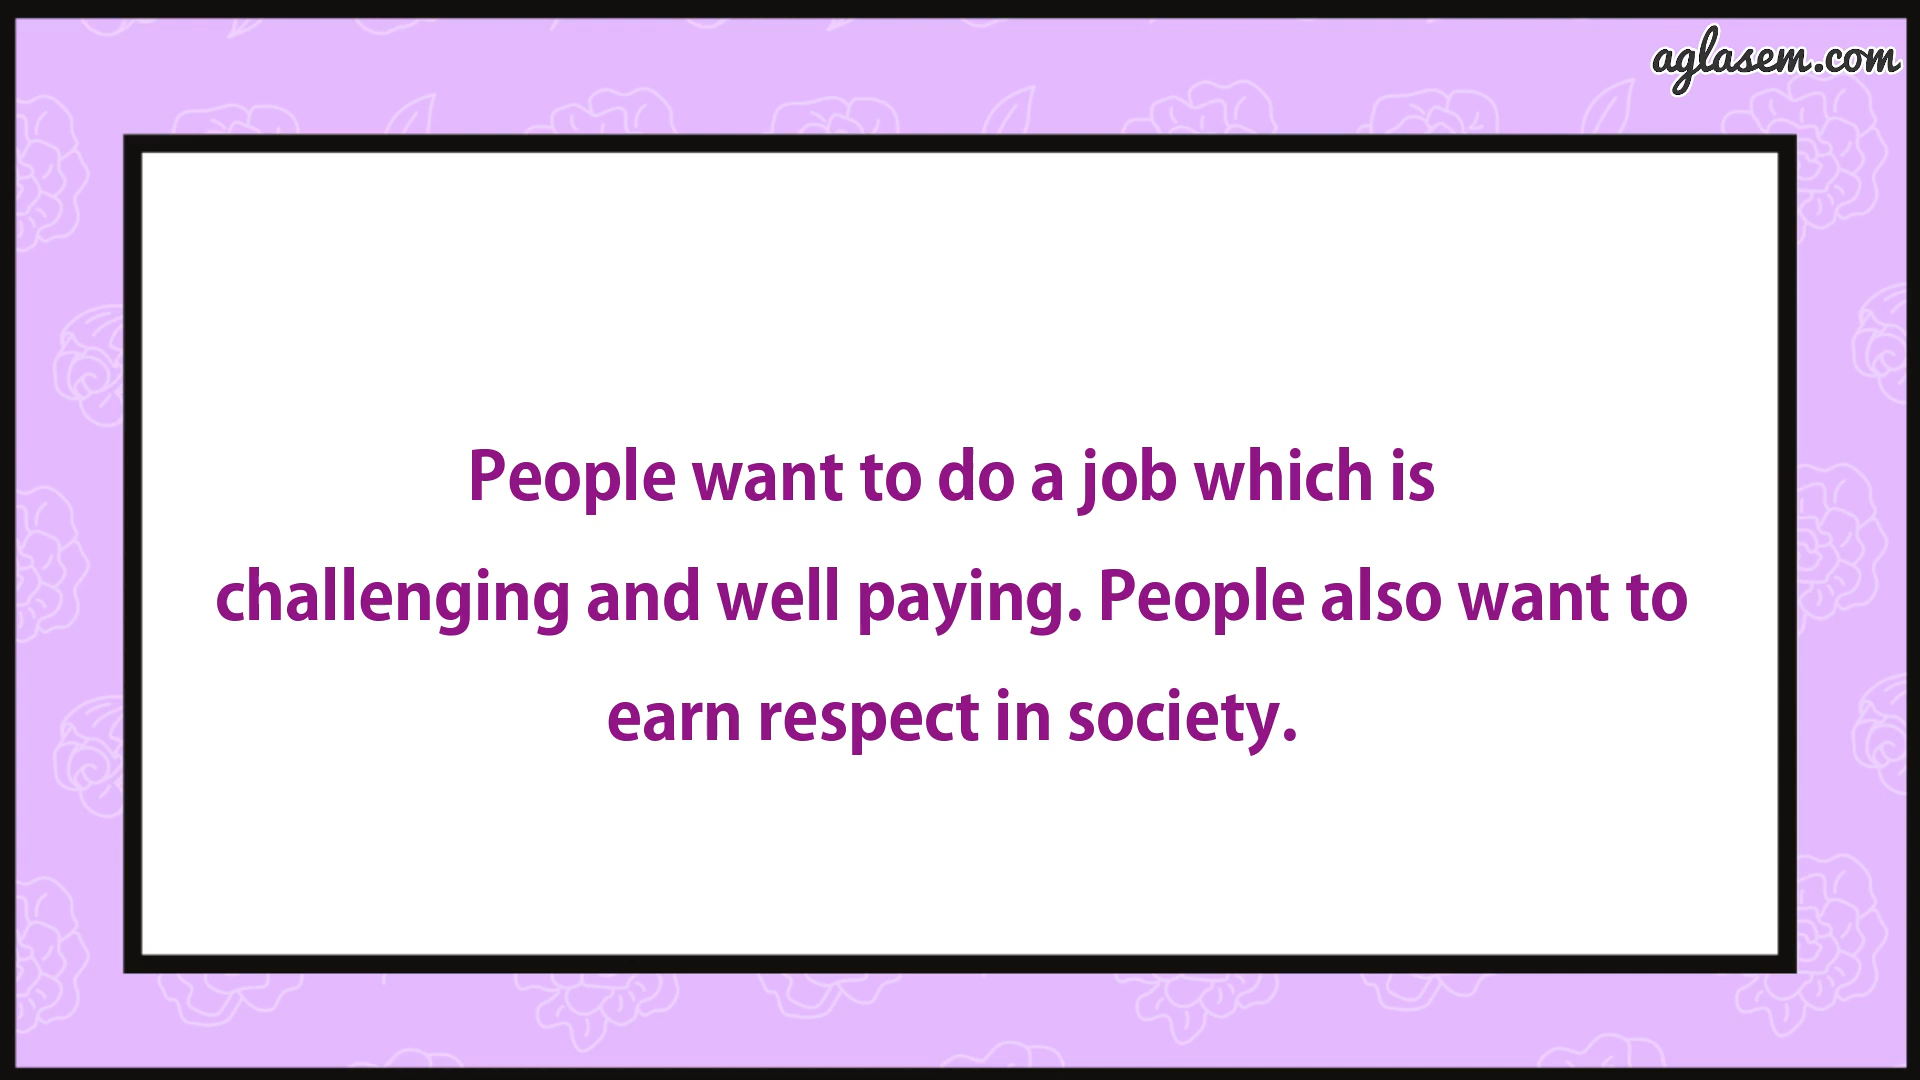 aglasem.com
People want to do a job which is
challenging and well paying. People also want to
earn respect in society.